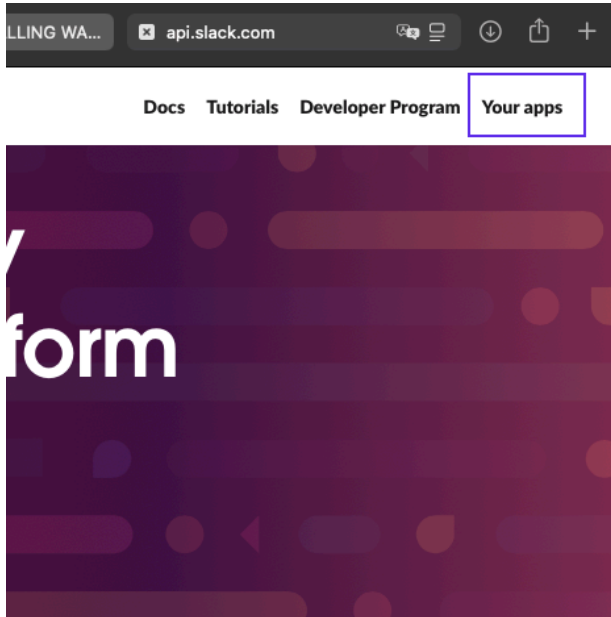 LLING WA...
api.slack.com
Docs Tutorials Developer Program Your apps
y
form